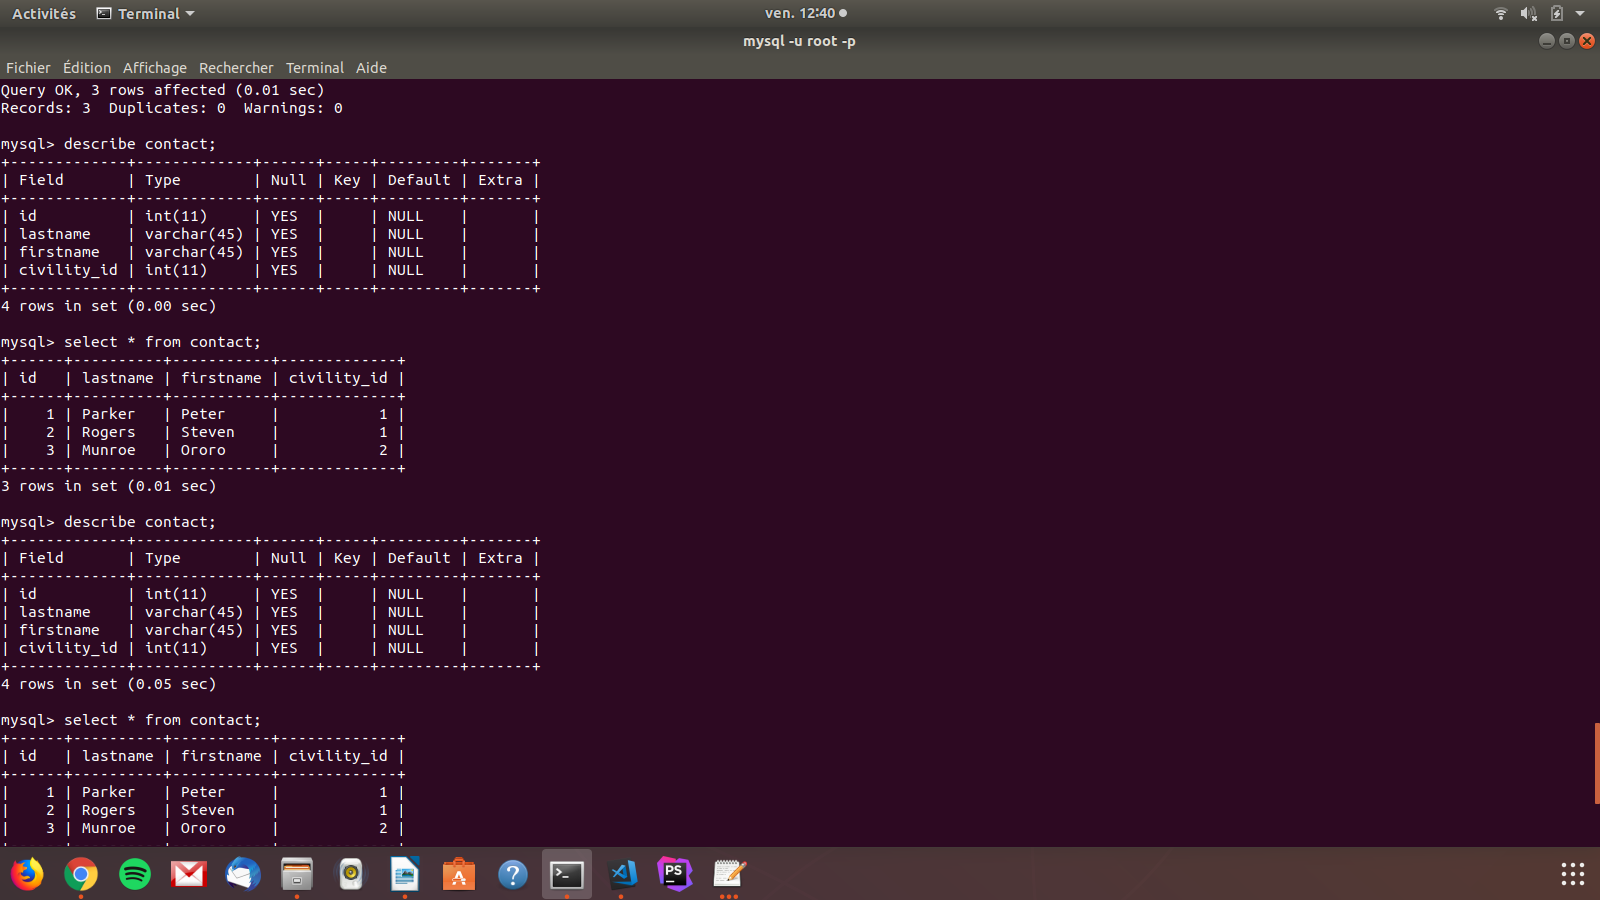 Activités Terminal ven. 12:40
mysql -u root -p
Fichier Édition Affichage Rechercher Terminal Aide
Query OK, 3 rows affected (0.01 sec)
Records: 3  Duplicates: 0  Warnings: 0
mysql> describe contact;
+-------------+-------------+------+-----+---------+-------+
| Field       | Type        | Null | Key | Default | Extra |
+-------------+-------------+------+-----+---------+-------+
| id          | int(11)     | YES  |     | NULL    |       |
| lastname    | varchar(45) | YES  |     | NULL    |       |
| firstname   | varchar(45) | YES  |     | NULL    |       |
| civility_id | int(11)     | YES  |     | NULL    |       |
+-------------+-------------+------+-----+---------+-------+
4 rows in set (0.00 sec)
mysql> select * from contact;
+------+----------+-----------+-------------+
| id   | lastname | firstname | civility_id |
+------+----------+-----------+-------------+
|    1 | Parker   | Peter     |           1 |
|    2 | Rogers   | Steven    |           1 |
|    3 | Munroe   | Ororo     |           2 |
+------+----------+-----------+-------------+
3 rows in set (0.01 sec)
mysql> describe contact;
+-------------+-------------+------+-----+---------+-------+
| Field       | Type        | Null | Key | Default | Extra |
+-------------+-------------+------+-----+---------+-------+
| id          | int(11)     | YES  |     | NULL    |       |
| lastname    | varchar(45) | YES  |     | NULL    |       |
| firstname   | varchar(45) | YES  |     | NULL    |       |
| civility_id | int(11)     | YES  |     | NULL    |       |
+-------------+-------------+------+-----+---------+-------+
4 rows in set (0.05 sec)
mysql> select * from contact;
+------+----------+-----------+-------------+
| id   | lastname | firstname | civility_id |
+------+----------+-----------+-------------+
|    1 | Parker   | Peter     |           1 |
|    2 | Rogers   | Steven    |           1 |
|    3 | Munroe   | Ororo     |           2 |
PS